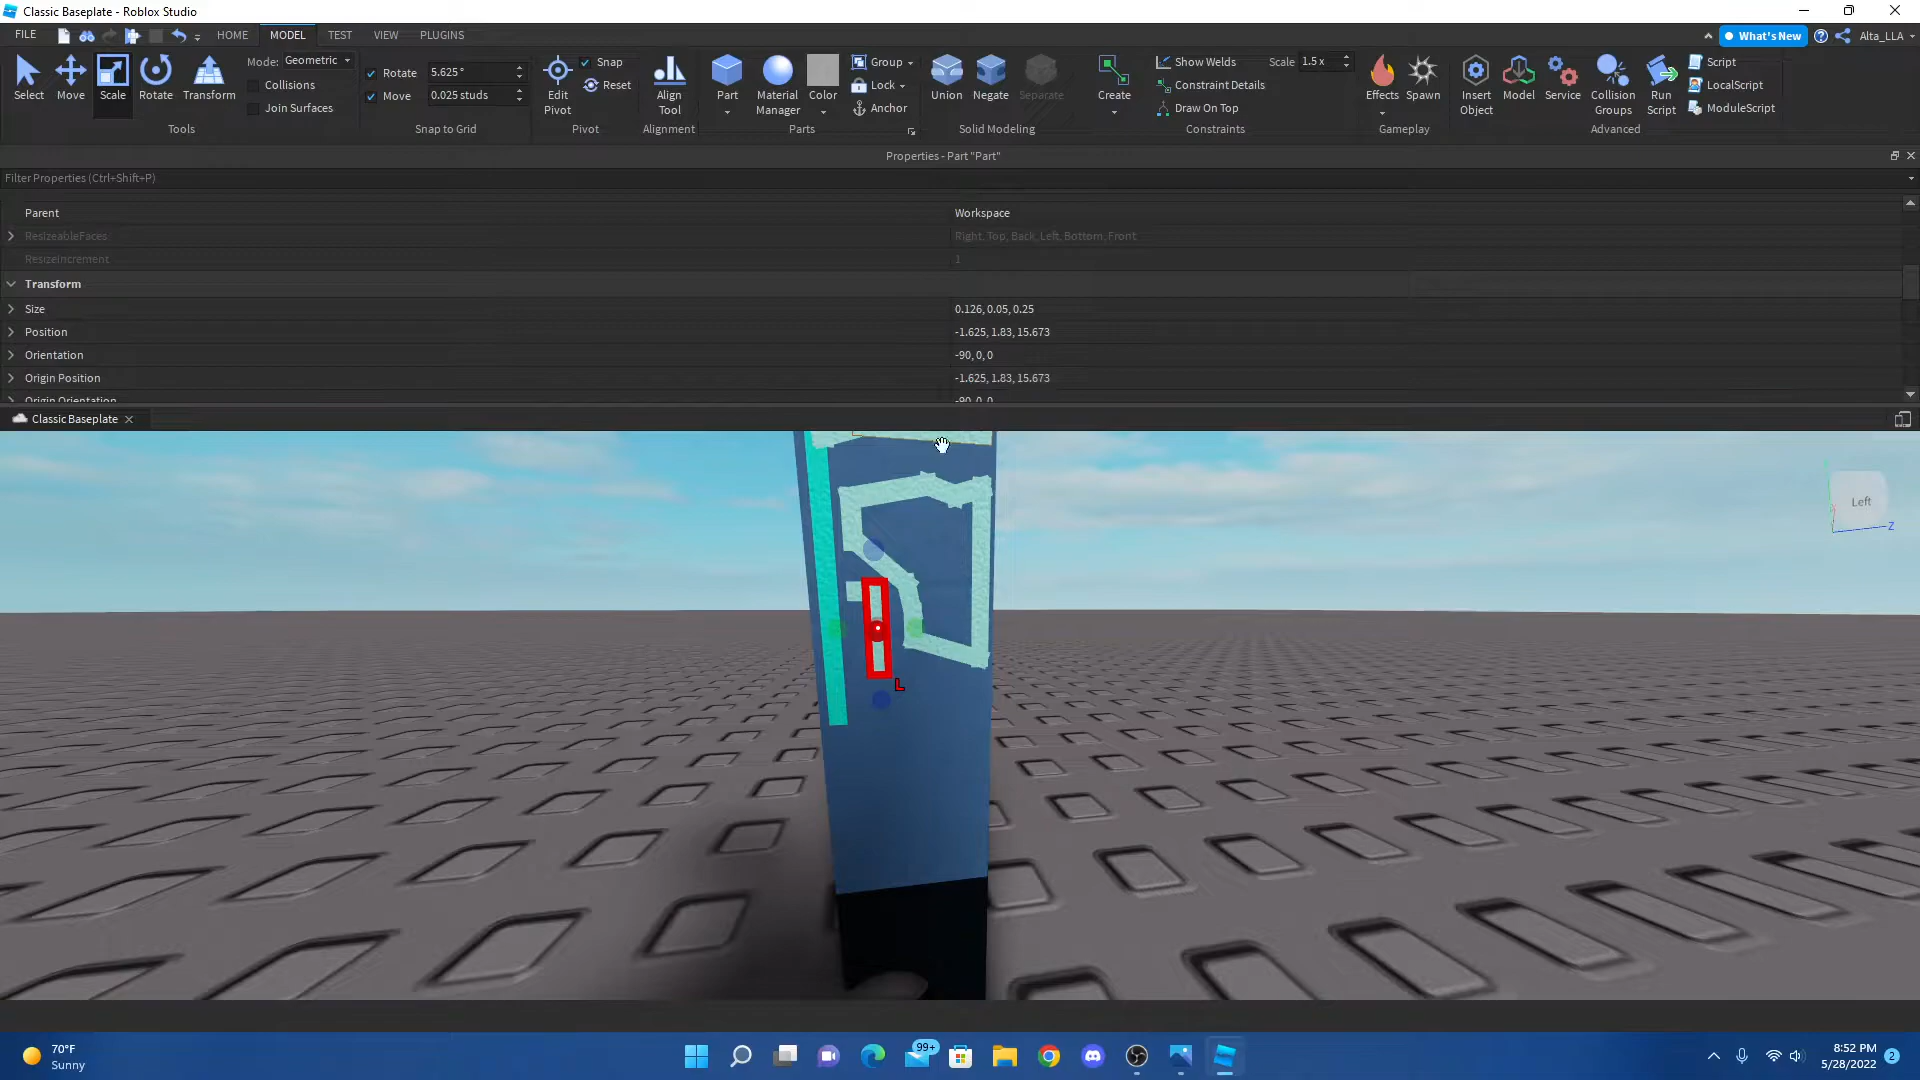 Classic Baseplate - Roblox Studio
FILE HOME MODEL TEST VIEW PLUGINS What's New Alta_LLA
Select Move Scale Rotate Transform
Mode: Geometric
Collisions
Join Surfaces
Tools
Rotate 5.625 °
Move 0.025 studs
Snap to Grid
Edit Pivot
Snap
Reset
Pivot
Align Tool
Alignment
Part
Material Manager
Color
Group
Lock
Anchor
Parts
Union Negate Separate
Solid Modeling
Create
Show Welds
Scale 1.5 x
Constraint Details
Draw On Top
Constraints
Effects Spawn
Gameplay
Insert Object
Model
Service
Collision Groups
Run Script
Script
LocalScript
ModuleScript
Advanced
Properties - Part "Part"
Filter Properties (Ctrl+Shift+P)
Parent Workspace
ResizeableFaces Right, Top, Back, Left, Bottom, Front
ResizeIncrement 1
Transform
Size 0.126, 0.05, 0.25
Position -1.625, 1.83, 15.673
Orientation -90, 0, 0
Origin Position -1.625, 1.83, 15.673
Origin Orientation -90, 0, 0
Classic Baseplate
Left
Z
L
70°F
Sunny
99+
8:52 PM
5/28/2022
2